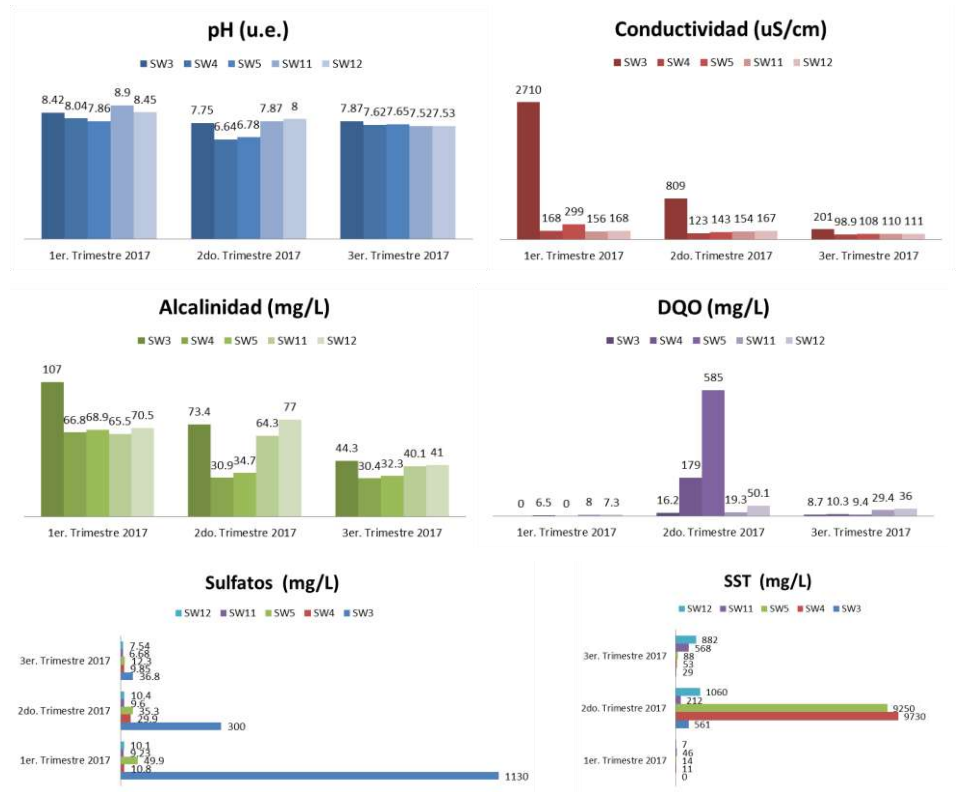 pH (u.e.)
SW3 SW4 SW5 SW11 SW12
8.42 8.04 7.86 8.9 8.45
7.75 6.64 6.78 7.87 8
7.87 7.62 7.65 7.52 7.53
1er. Trimestre 2017 2do. Trimestre 2017 3er. Trimestre 2017
Conductividad (uS/cm)
SW3 SW4 SW5 SW11 SW12
2710 168 299 156 168
809 123 143 154 167
201 98.9 108 110 111
1er. Trimestre 2017 2do. Trimestre 2017 3er. Trimestre 2017
Alcalinidad (mg/L)
SW3 SW4 SW5 SW11 SW12
107 66.8 68.9 65.5 70.5
73.4 30.9 34.7 64.3 77
44.3 30.4 32.3 40.1 41
1er. Trimestre 2017 2do. Trimestre 2017 3er. Trimestre 2017
DQO (mg/L)
SW3 SW4 SW5 SW11 SW12
0 6.5 0 8 7.3
16.2 179 585 19.3 50.1
8.7 10.3 9.4 29.4 36
1er. Trimestre 2017 2do. Trimestre 2017 3er. Trimestre 2017
Sulfatos (mg/L)
SW12 SW11 SW5 SW4 SW3
3er. Trimestre 2017
7.54
6.68
12.3
9.85
36.8
2do. Trimestre 2017
10.4
9.6
35.3
29.9
300
1er. Trimestre 2017
10.1
9.23
49.9
10.8
1130
SST (mg/L)
SW12 SW11 SW5 SW4 SW3
3er. Trimestre 2017
882
568
88
53
29
2do. Trimestre 2017
1060
212
9250
9730
561
1er. Trimestre 2017
7
46
14
11
0